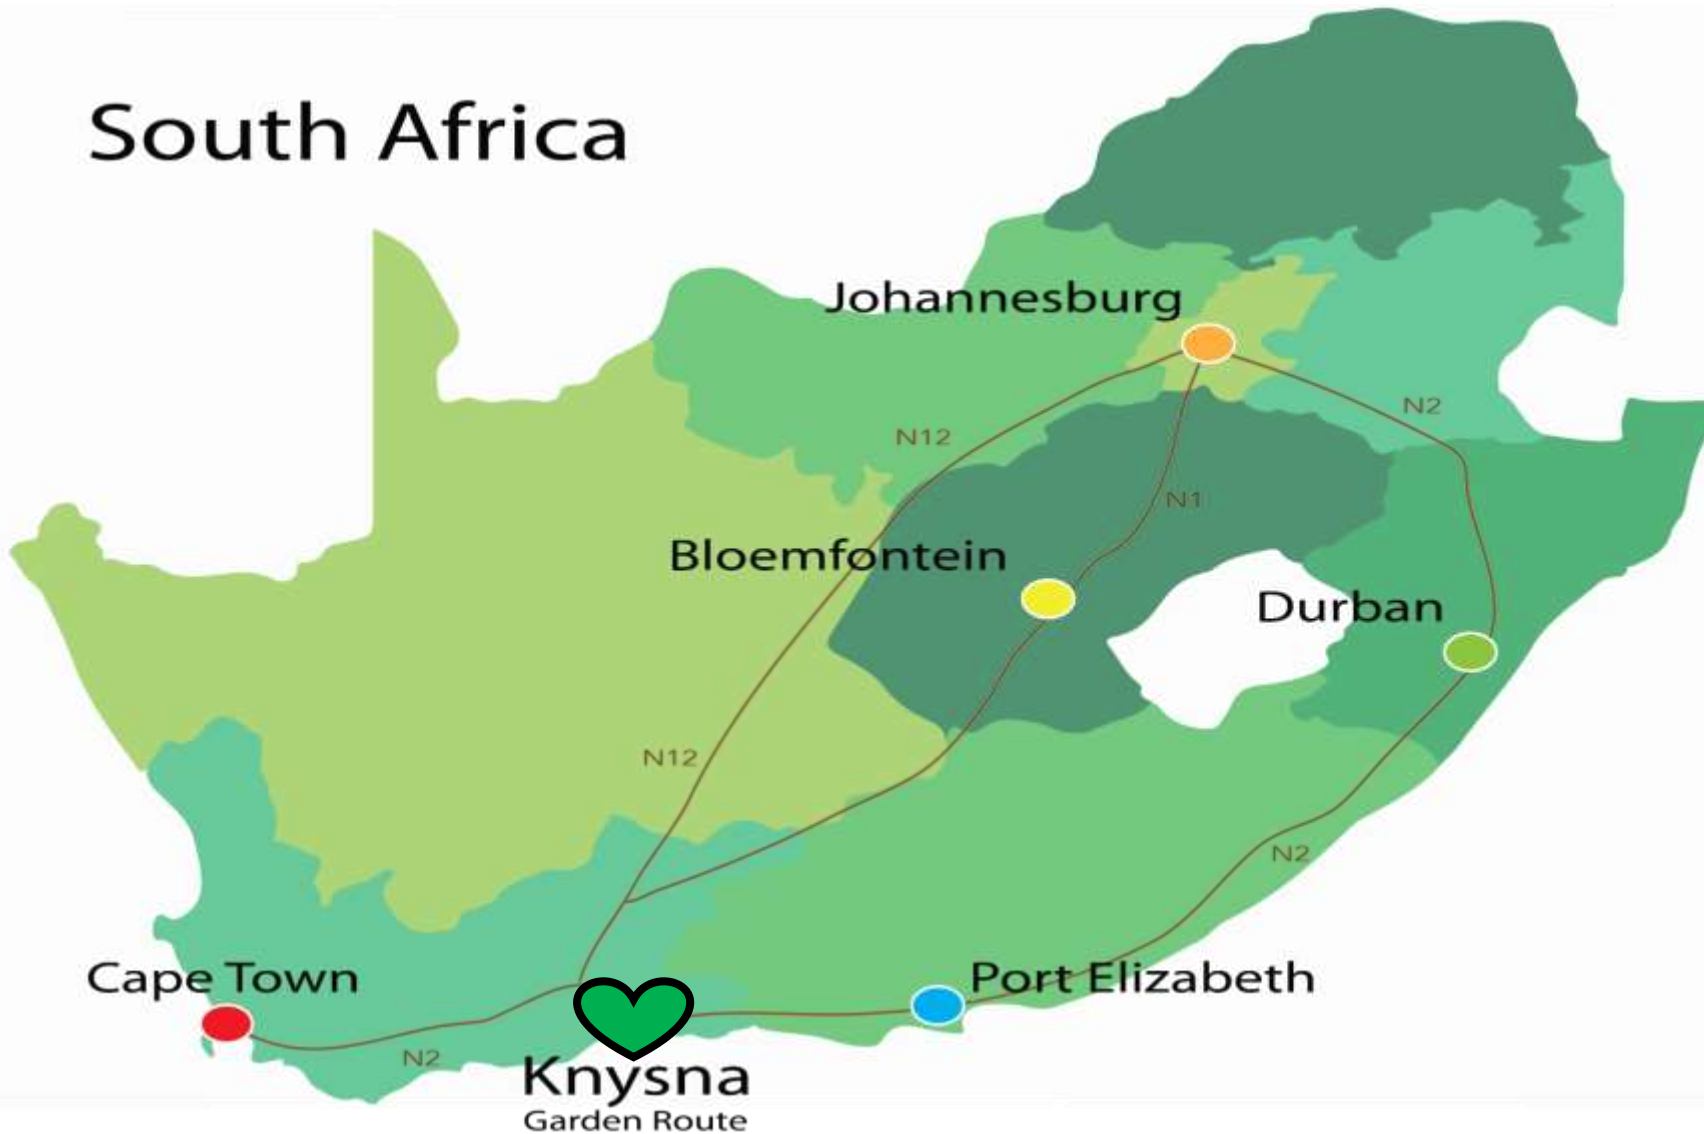 South Africa
Johannesburg
N2
N12
N1
Bloemfontein
Durban
N12
N2
Cape Town
Port Elizabeth
N2
Knysna
Garden Route